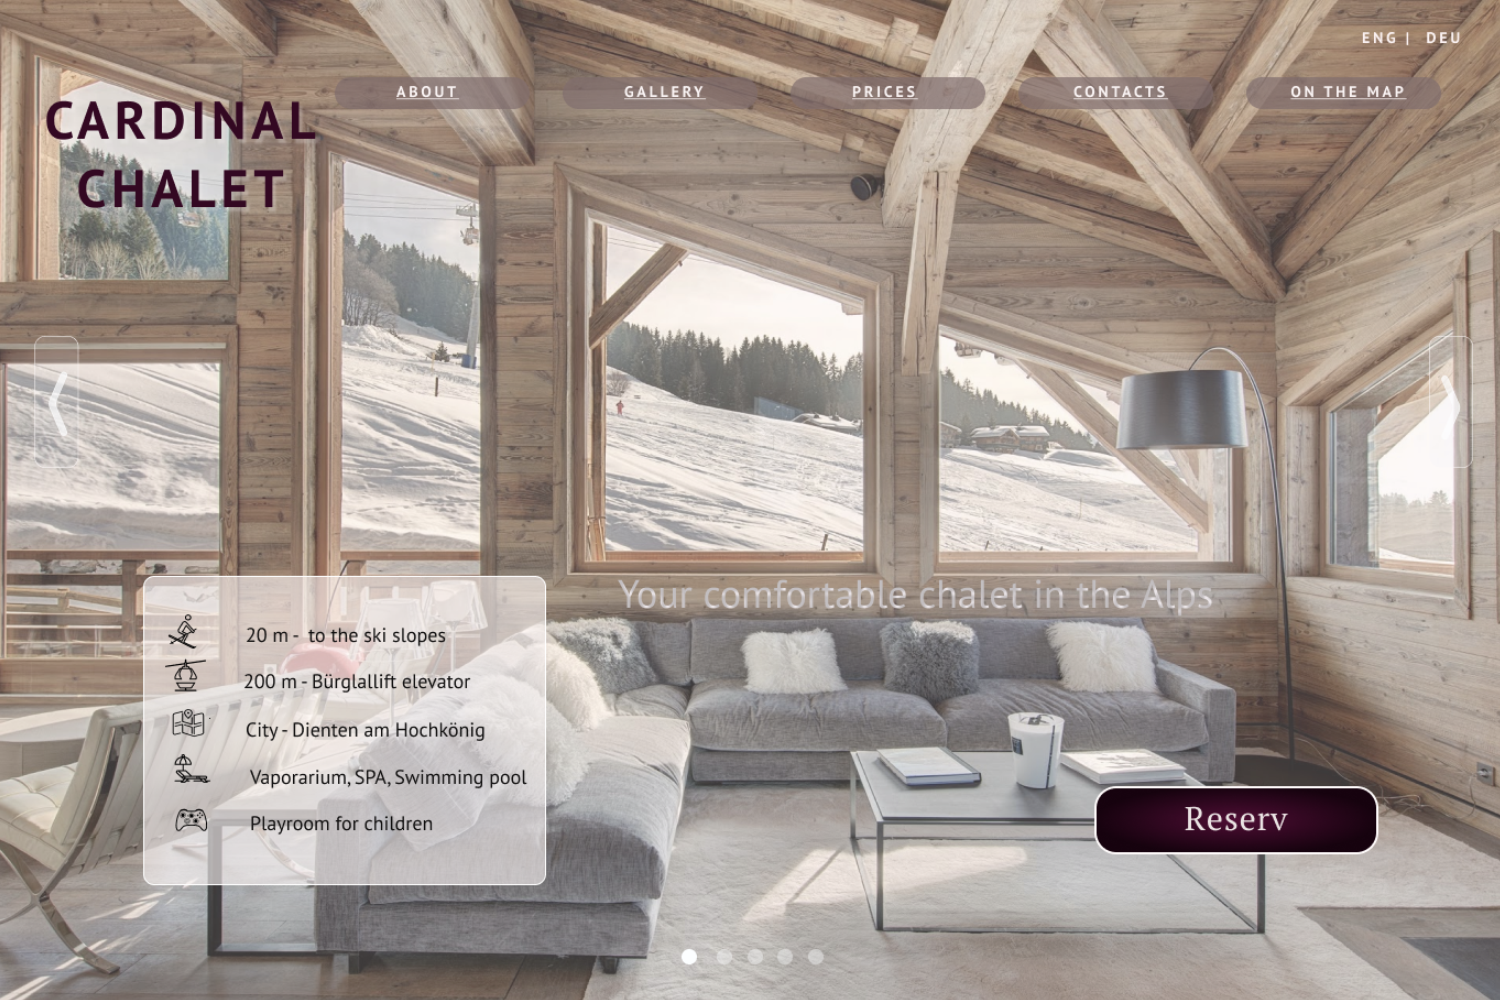 ENG | DEU
ABOUT
GALLERY
PRICES
CONTACTS
ON THE MAP
CARDINAL
CHALET
Your comfortable chalet in the Alps
20 m - to the ski slopes
200 m - Bürglallift elevator
City - Dienten am Hochkönig
Vaporarium, SPA, Swimming pool
Playroom for children
Reserv